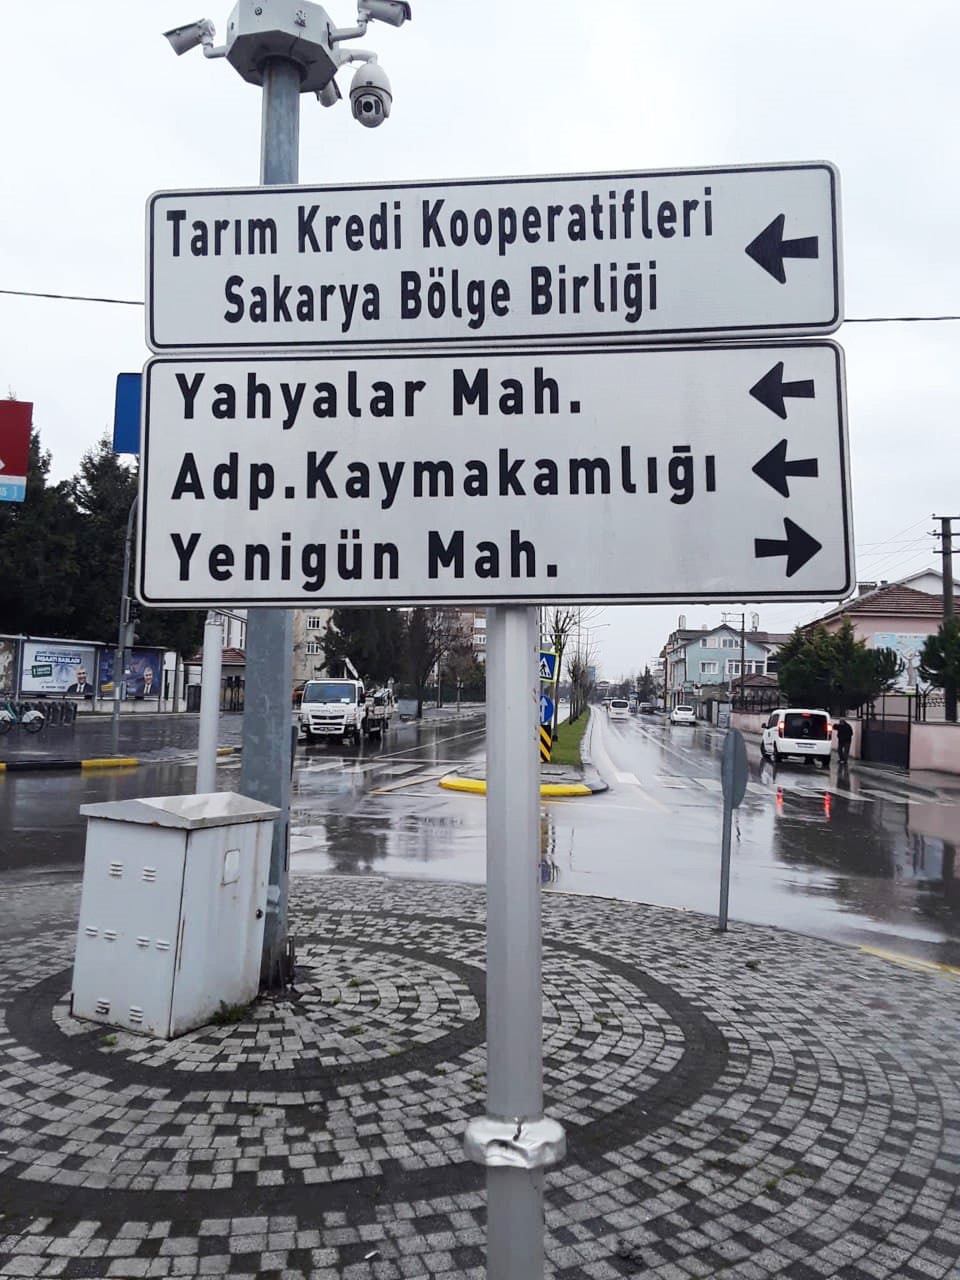 Tarım Kredi Kooperatifleri
Sakarya Bölge Birliği
Yahyalar Mah.
Adp.Kaymakamlığı
Yenigün Mah.